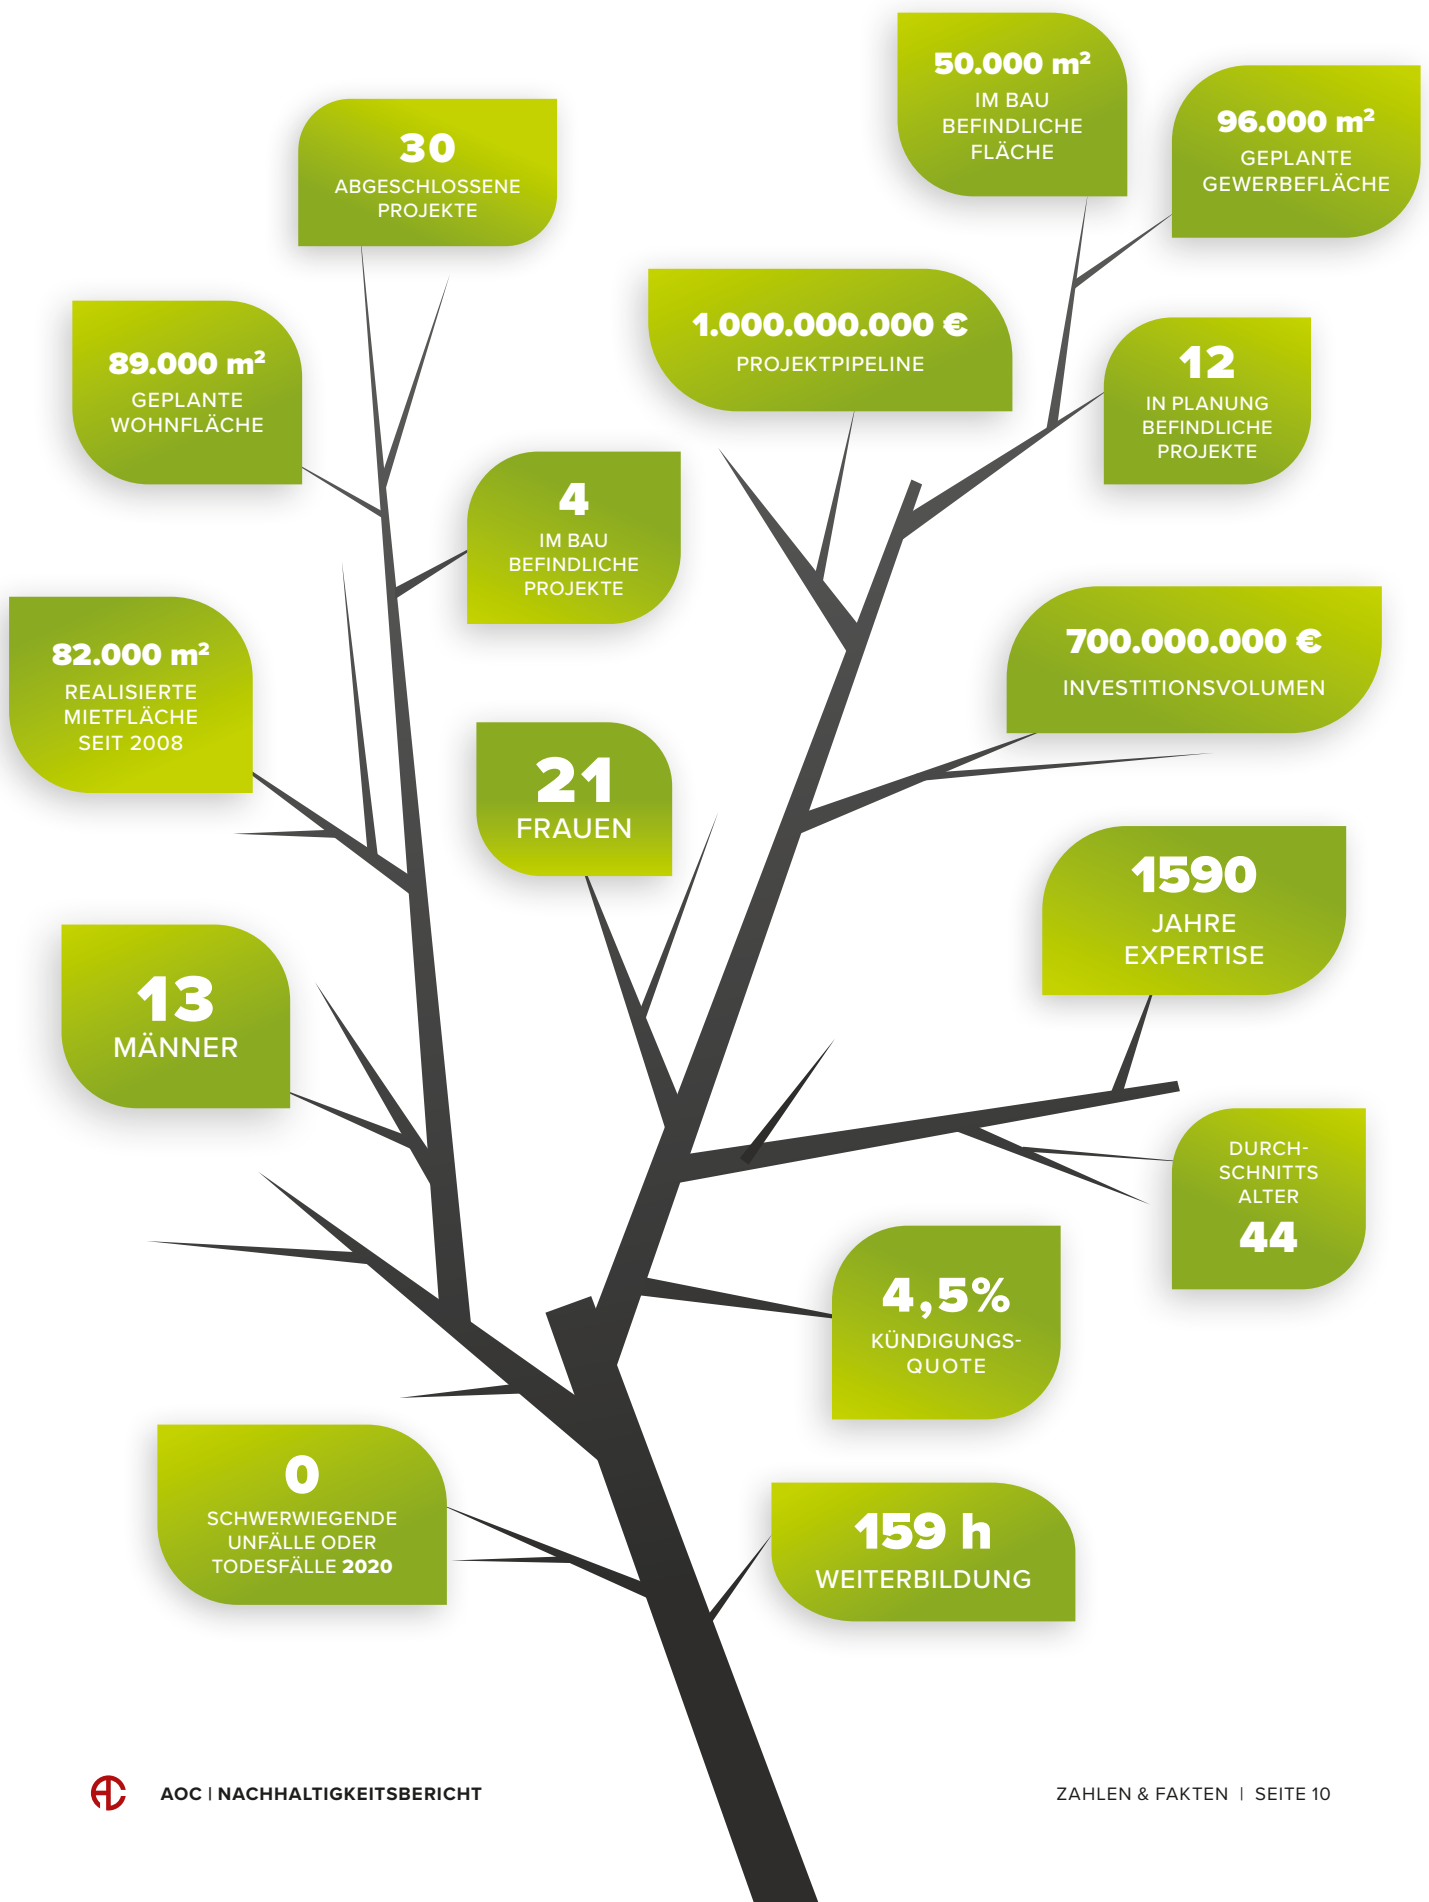 50.000 m²
IM BAU
BEFINDLICHE
FLÄCHE
96.000 m²
GEPLANTE
GEWERBEFLÄCHE
30
ABGESCHLOSSENE
PROJEKTE
1.000.000.000 €
PROJEKTPIPELINE
89.000 m²
GEPLANTE
WOHNFLÄCHE
12
IN PLANUNG
BEFINDLICHE
PROJEKTE
4
IM BAU
BEFINDLICHE
PROJEKTE
82.000 m²
REALISIERTE
MIETFLÄCHE
SEIT 2008
700.000.000 €
INVESTITIONSVOLUMEN
21
FRAUEN
1590
JAHRE
EXPERTISE
13
MÄNNER
DURCH-
SCHNITTS
ALTER
44
4,5%
KÜNDIGUNGS-
QUOTE
0
SCHWERWIEGENDE
UNFÄLLE ODER
TODESFÄLLE 2020
159 h
WEITERBILDUNG
AOC | NACHHALTIGKEITSBERICHT
ZAHLEN & FAKTEN | SEITE 10